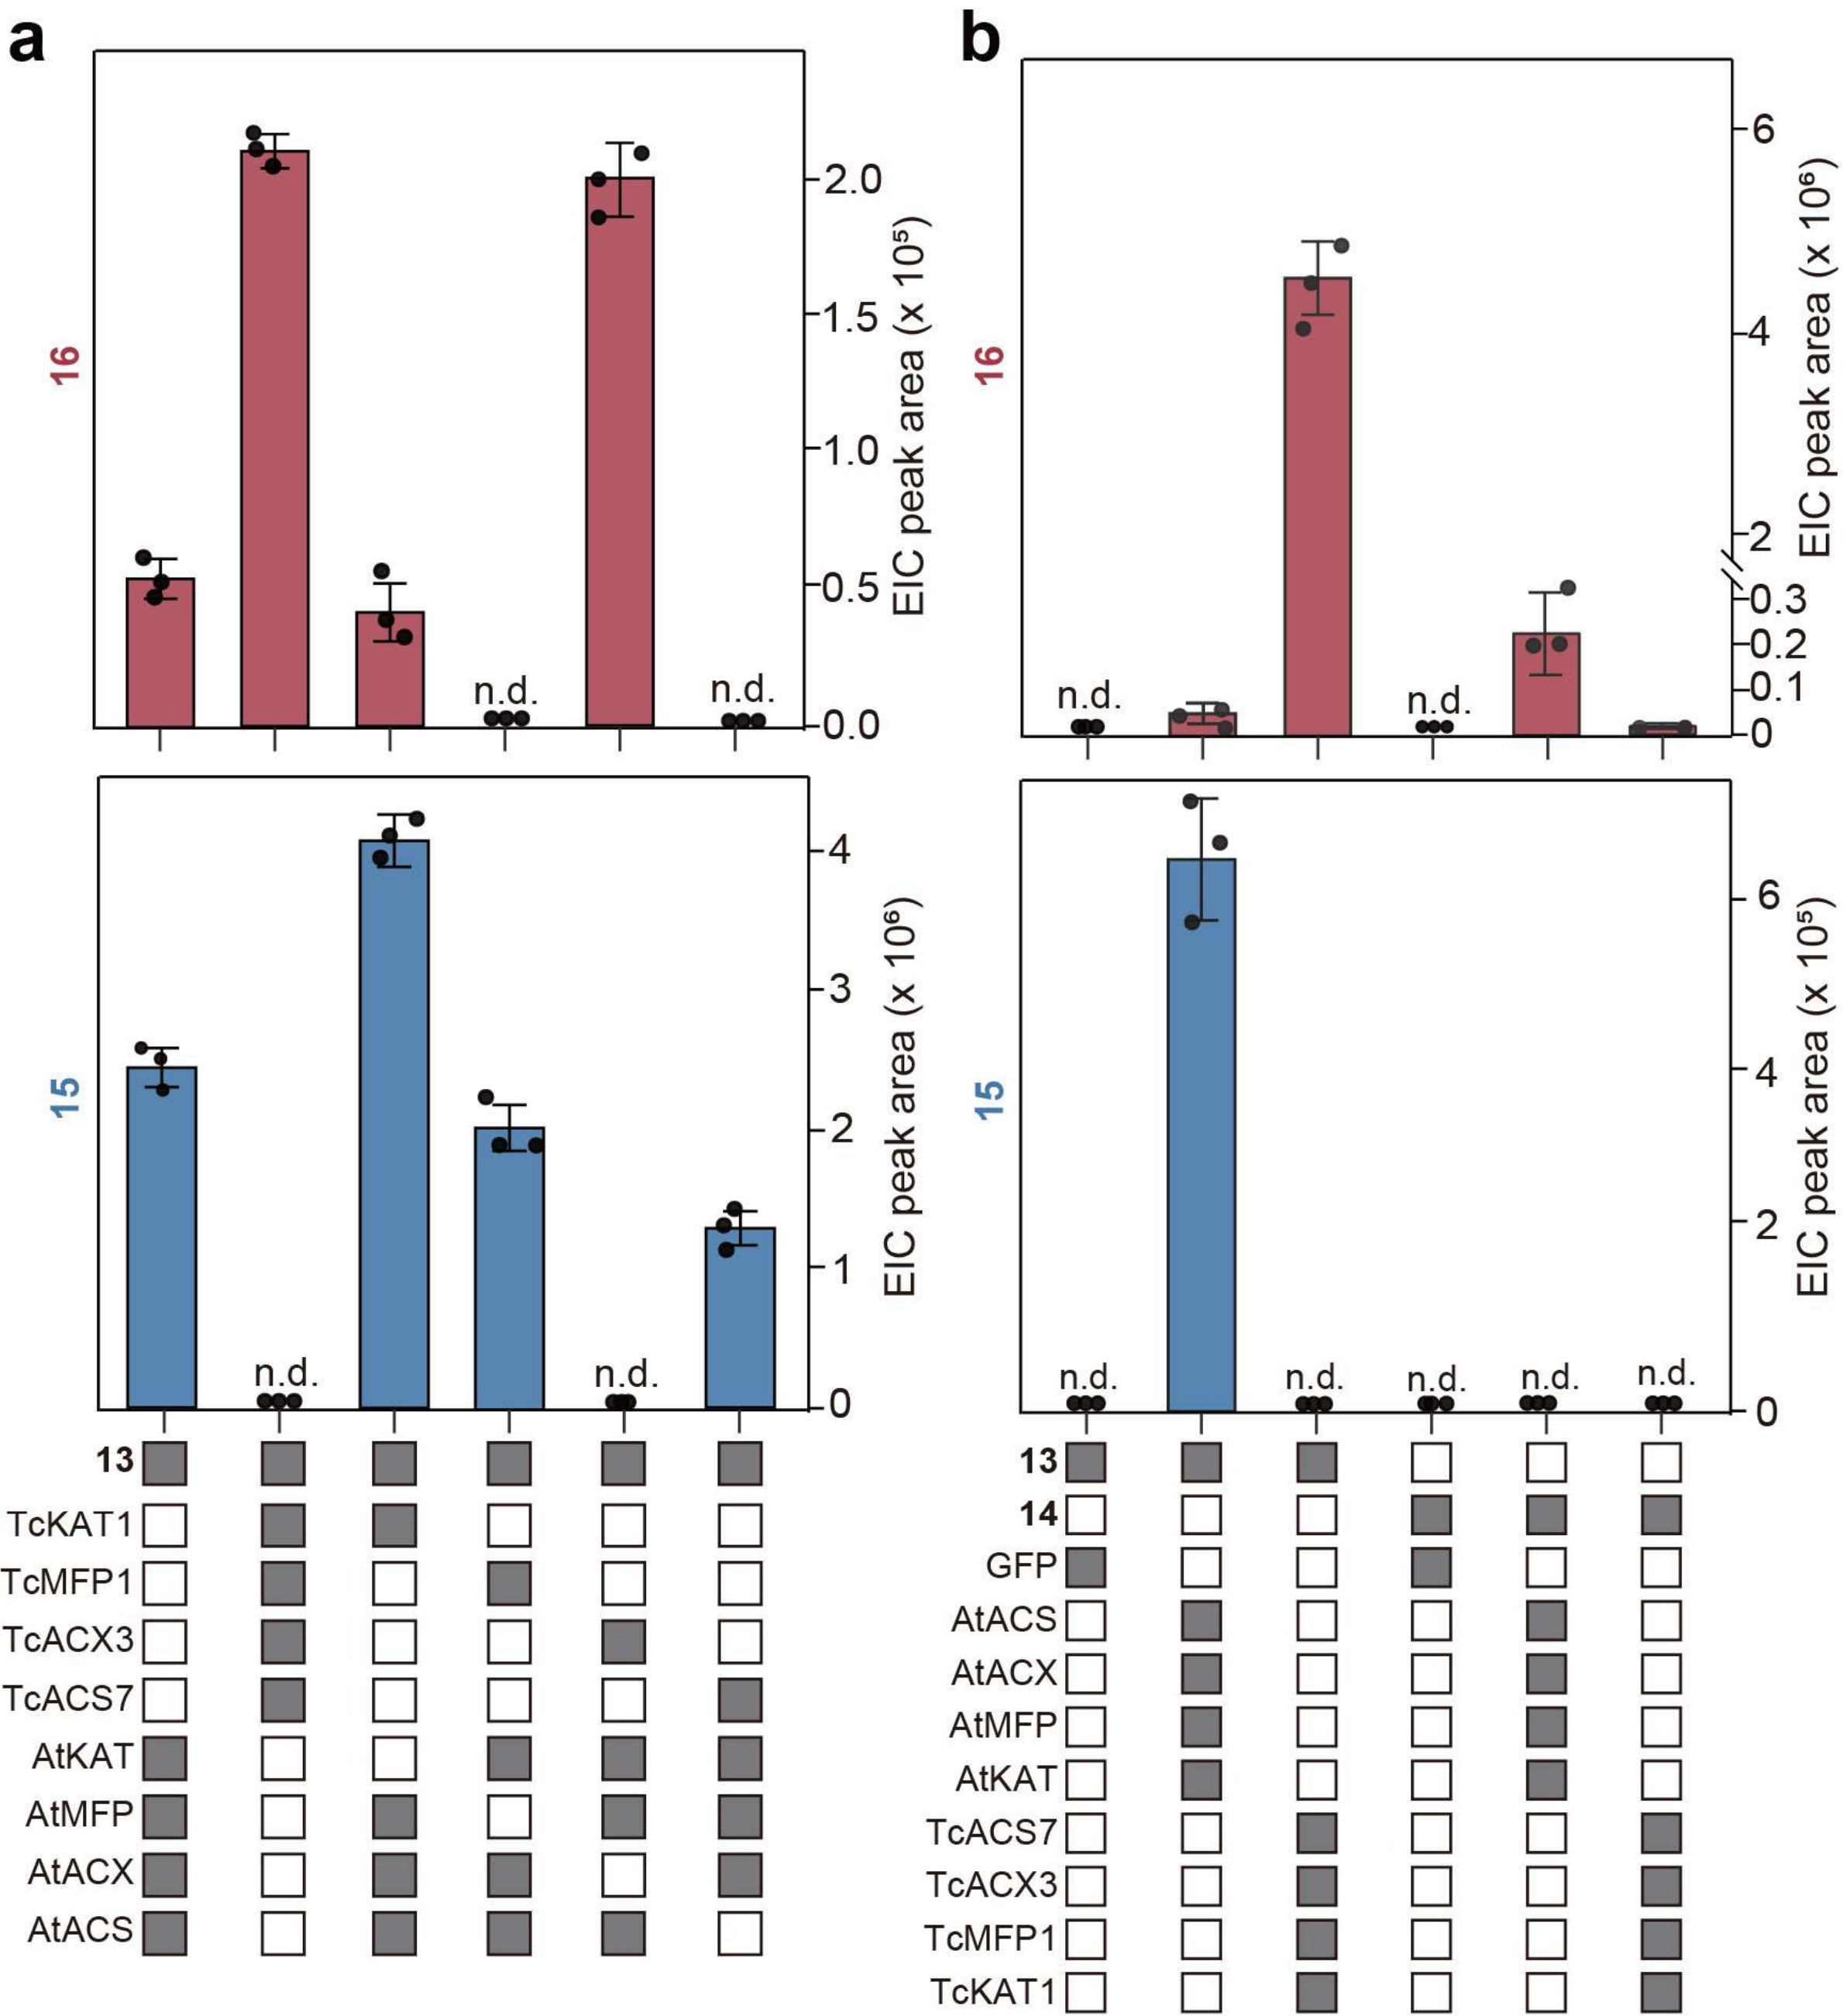 a
16
2.0
1.5
1.0
0.5
0.0
EIC peak area (x 10⁵)
n.d.
n.d.
15
4
3
2
1
0
EIC peak area (x 10⁶)
n.d.
n.d.
13
TcKAT1
TcMFP1
TcACX3
TcACS7
AtKAT
AtMFP
AtACX
AtACS
b
16
6
4
2
0.3
0.2
0.1
0
EIC peak area (x 10⁶)
n.d.
n.d.
15
6
4
2
0
EIC peak area (x 10⁵)
n.d.
n.d.
n.d.
n.d.
n.d.
13
14
GFP
AtACS
AtACX
AtMFP
AtKAT
TcACS7
TcACX3
TcMFP1
TcKAT1